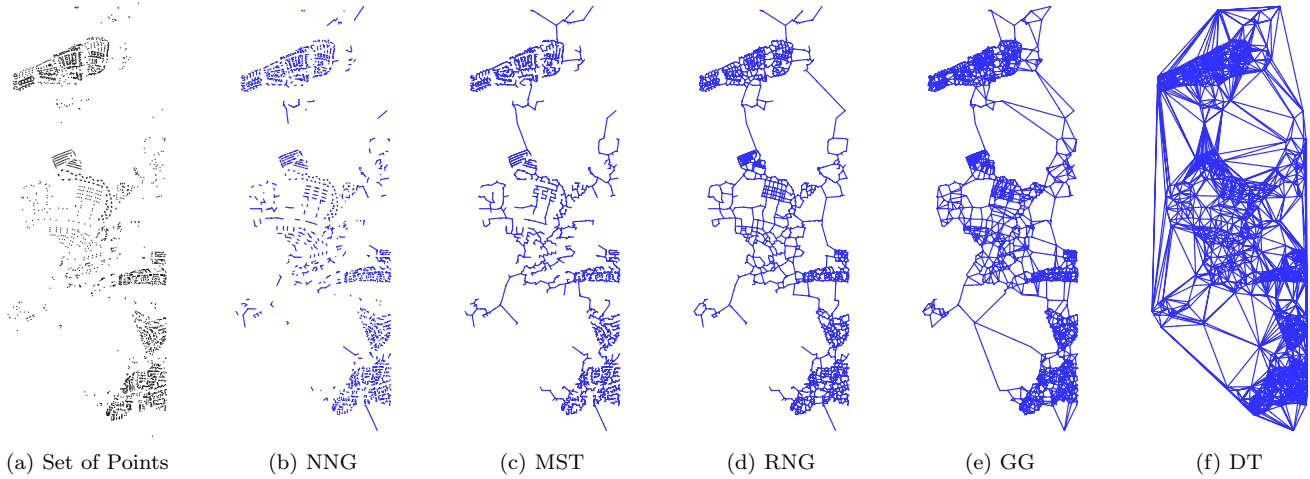 (a) Set of Points
(b) NNG
(c) MST
(d) RNG
(e) GG
(f) DT